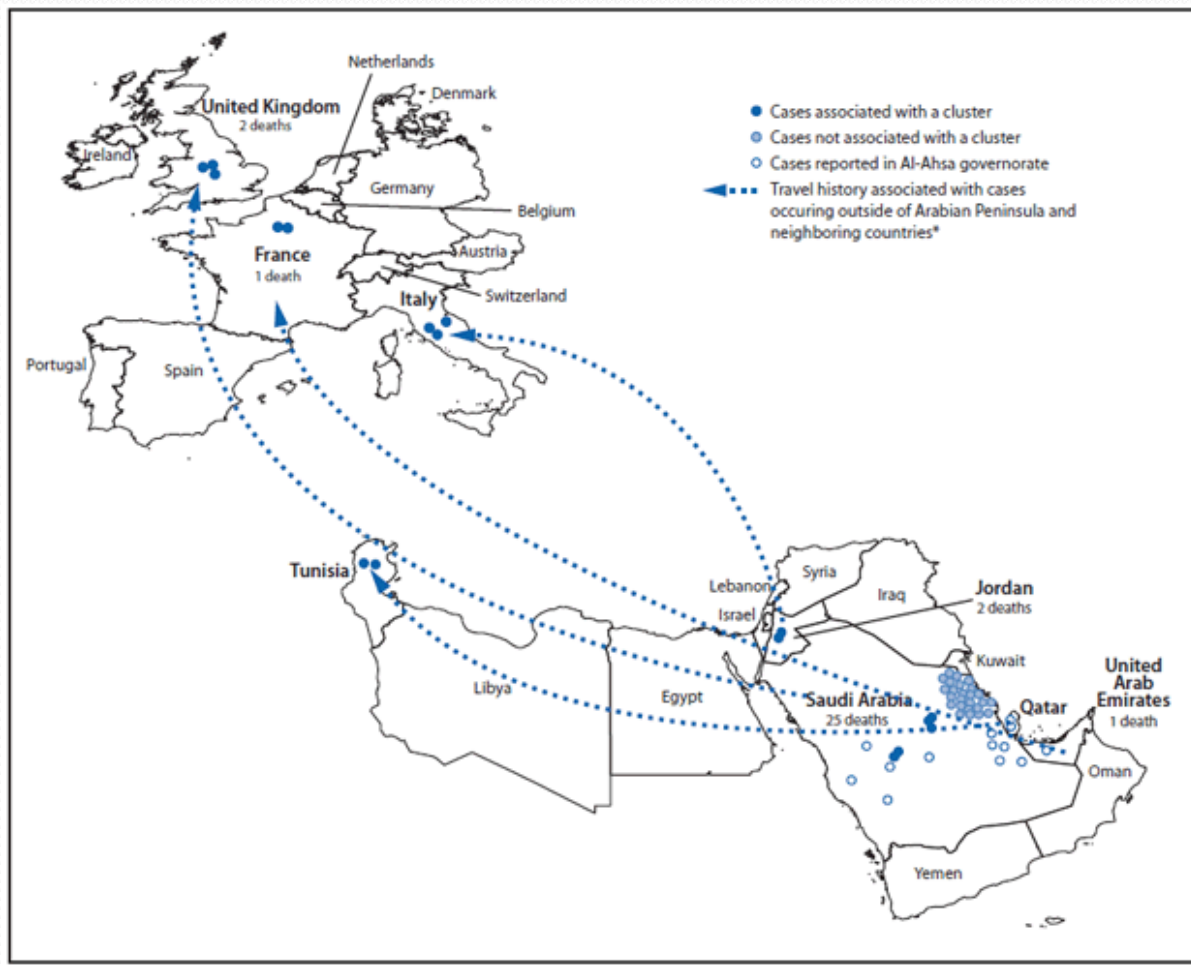 Netherlands
United Kingdom
2 deaths
Denmark
Ireland
Germany
Belgium
France
1 death
Austria
Switzerland
Italy
Portugal
Spain
Cases associated with a cluster
Cases not associated with a cluster
Cases reported in Al-Ahsa governorate
Travel history associated with cases
occuring outside of Arabian Peninsula and
neighboring countries*
Tunisia
Libya
Egypt
Lebanon
Syria
Israel
Iraq
Jordan
2 deaths
Kuwait
Saudi Arabia
25 deaths
Qatar
United
Arab
Emirates
1 death
Oman
Yemen